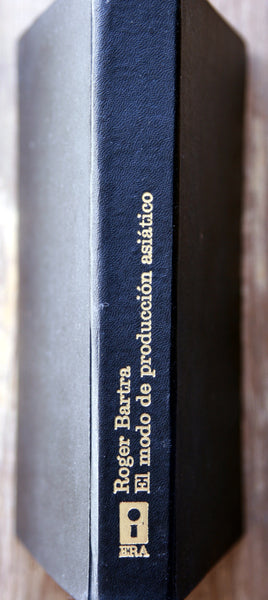 Roger Bartra
El modo de producción asiático
ERA